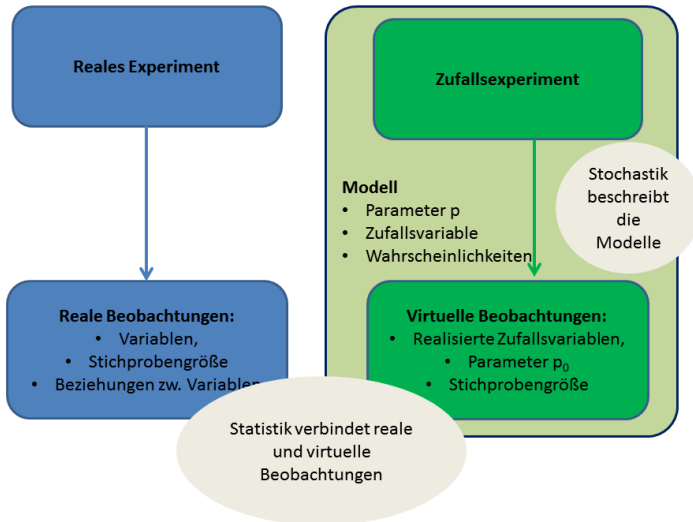 Reales Experiment
Zufallsexperiment
Modell
• Parameter p
• Zufallsvariable
• Wahrscheinlichkeiten
Stochastik
beschreibt
die
Modelle
Reale Beobachtungen:
• Variablen,
• Stichprobengröße
• Beziehungen zw. Variablen
Virtuelle Beobachtungen:
• Realisierte Zufallsvariablen,
• Parameter p₀
• Stichprobengröße
Statistik verbindet reale
und virtuelle
Beobachtungen